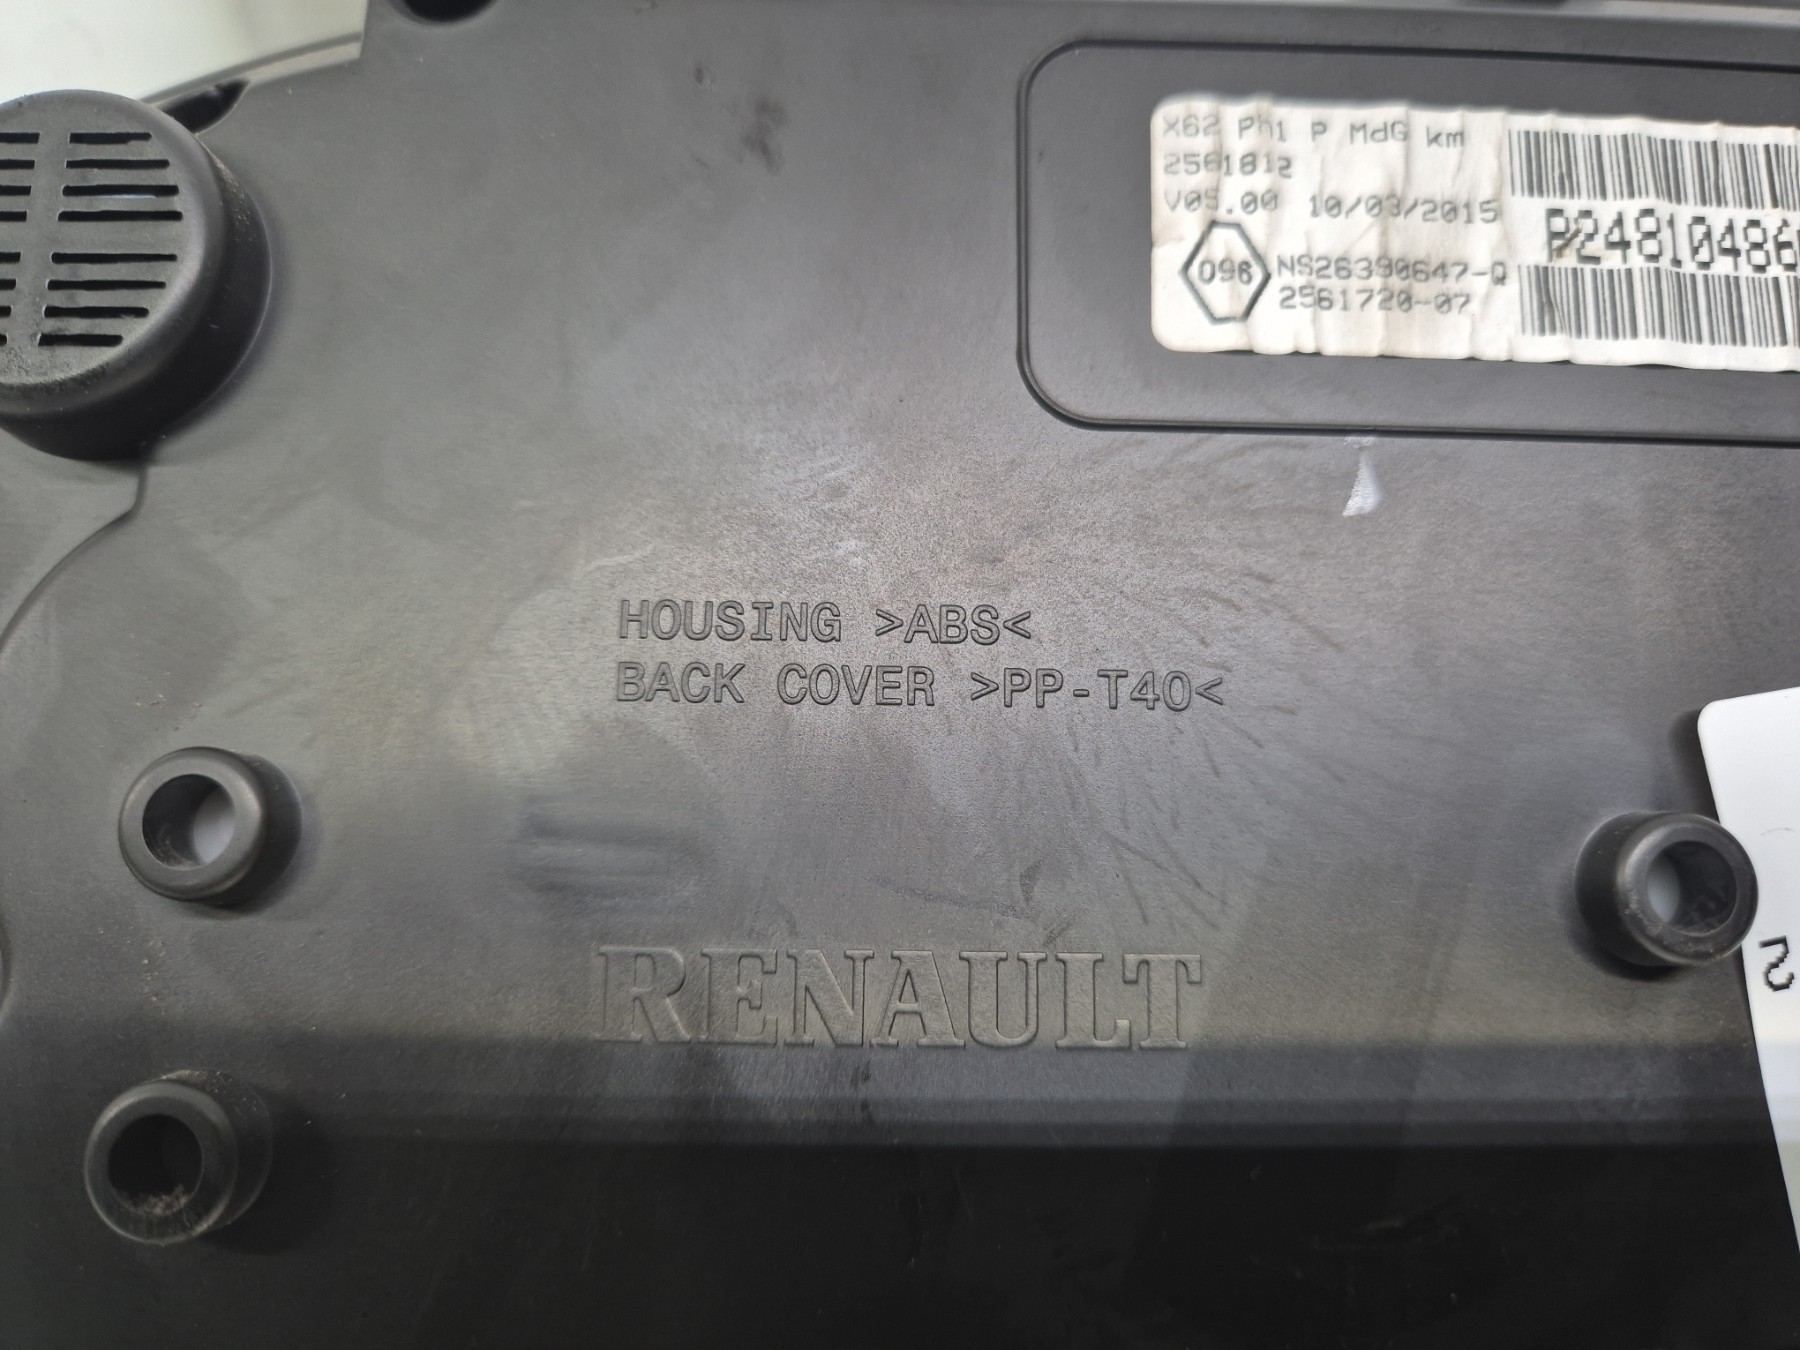 X62 Ph1 P MdG km
2561812
V05.00 10/03/2015
P24810486
096
NS26390647-Q
2561720-07
HOUSING >ABS<
BACK COVER >PP-T40<
RENAULT